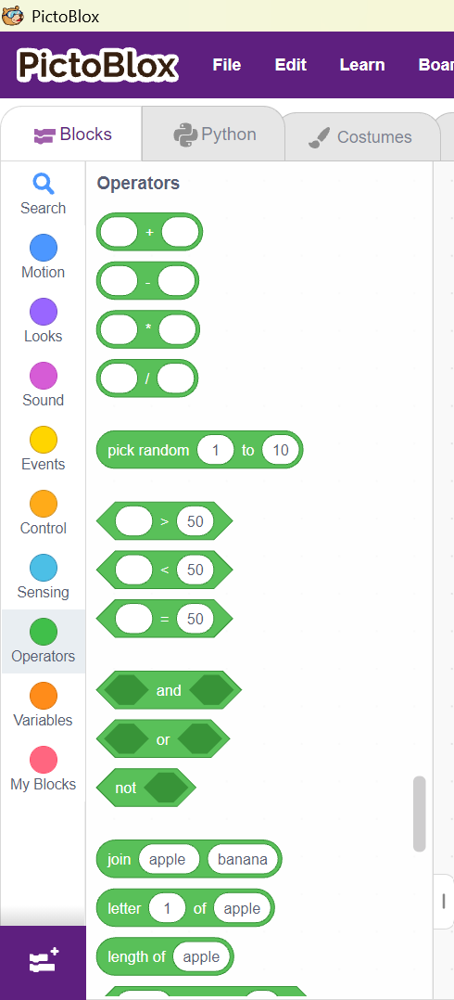 PictoBlox
PictoBlox File Edit Learn Boar
Blocks Python Costumes
Search
Motion
Looks
Sound
Events
Control
Sensing
Operators
Variables
My Blocks
Operators
+
-
*
/
pick random 1 to 10
> 50
< 50
= 50
and
or
not
join apple banana
letter 1 of apple
length of apple